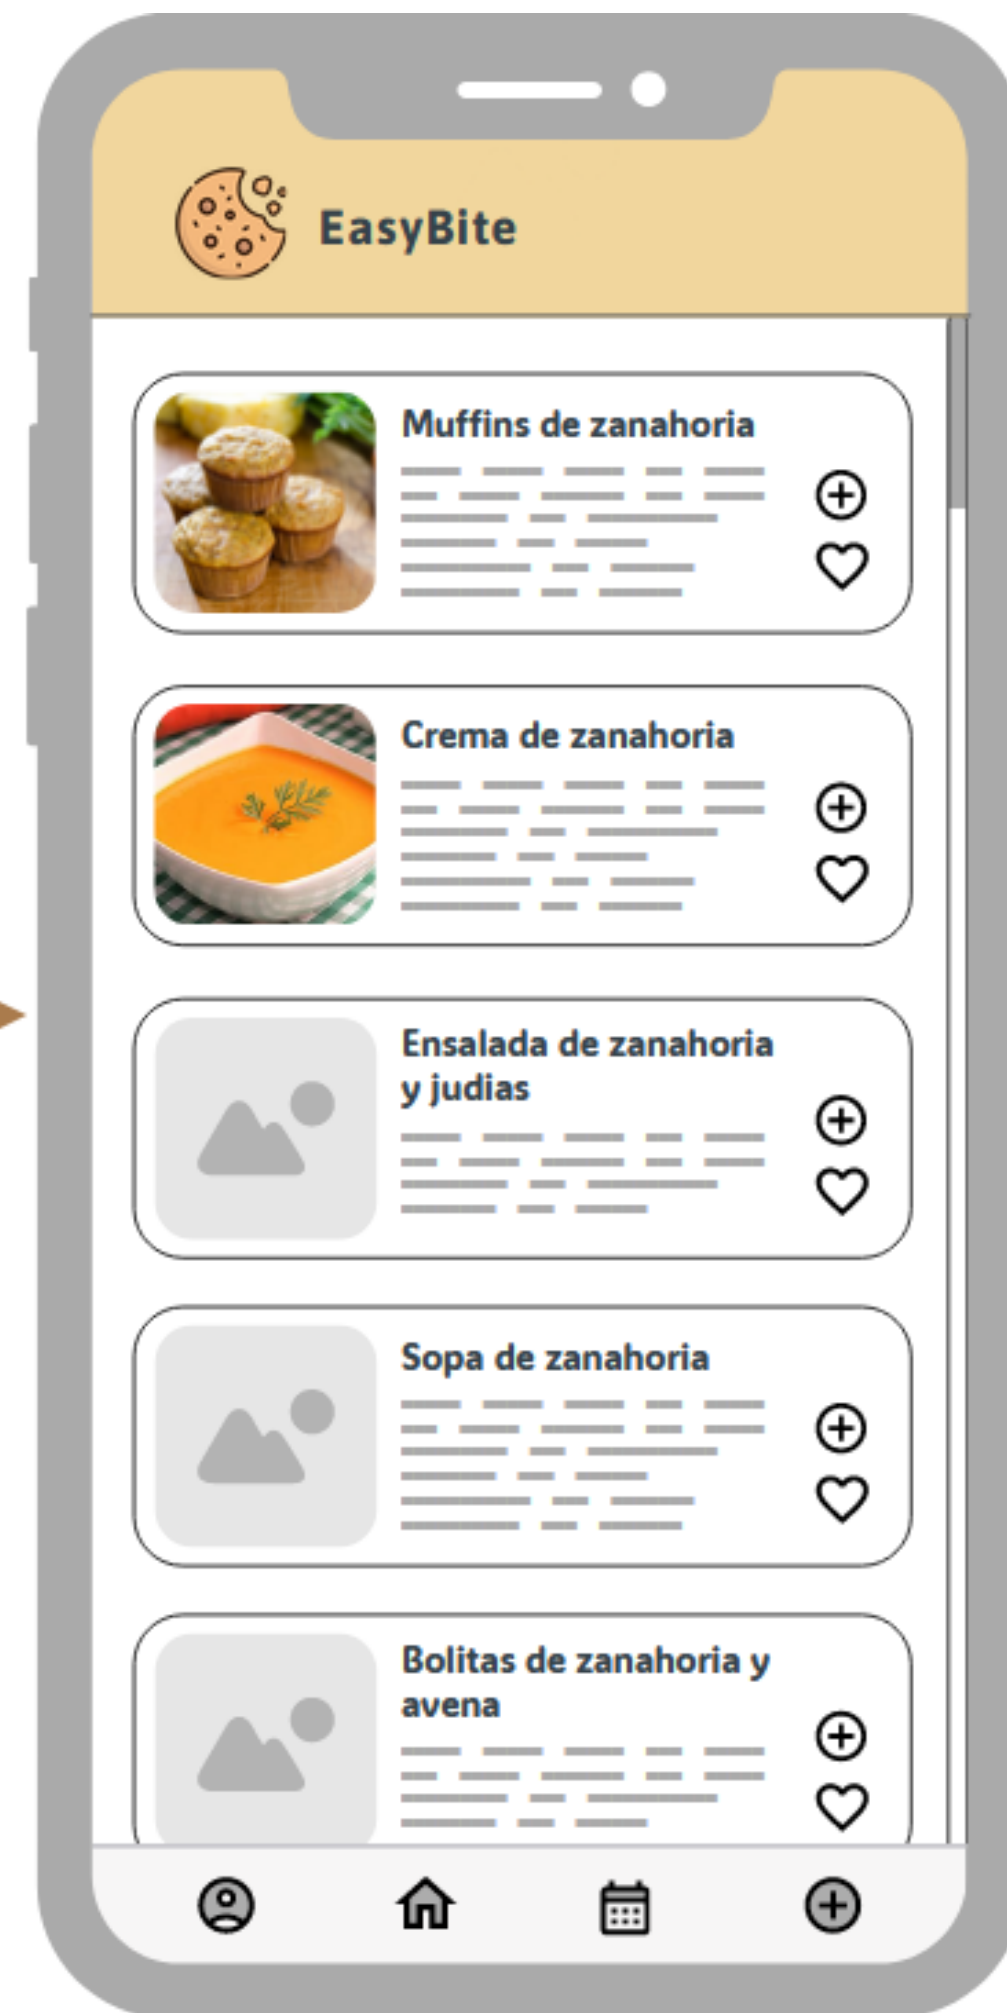 EasyBite
Muffins de zanahoria
Crema de zanahoria
Ensalada de zanahoria
y judias
Sopa de zanahoria
Bolitas de zanahoria y
avena